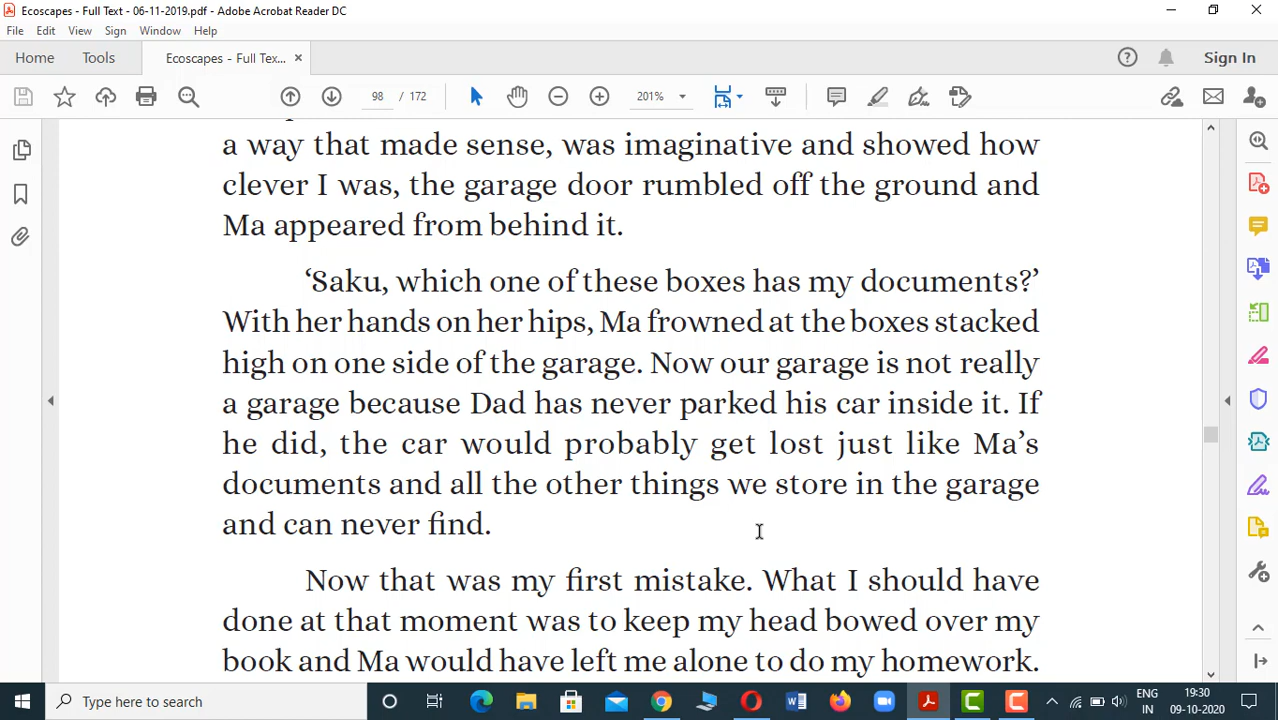 Ecoscapes - Full Text - 06-11-2019.pdf - Adobe Acrobat Reader DC
File Edit View Sign Window Help
Home Tools Ecoscapes - Full Tex... × Sign In
98 / 172 201%
a way that made sense, was imaginative and showed how
clever I was, the garage door rumbled off the ground and
Ma appeared from behind it.
‘Saku, which one of these boxes has my documents?’
With her hands on her hips, Ma frowned at the boxes stacked
high on one side of the garage. Now our garage is not really
a garage because Dad has never parked his car inside it. If
he did, the car would probably get lost just like Ma’s
documents and all the other things we store in the garage
and can never find.
Now that was my first mistake. What I should have
done at that moment was to keep my head bowed over my
book and Ma would have left me alone to do my homework.
Type here to search
ENG 19:30
IN 09-10-2020